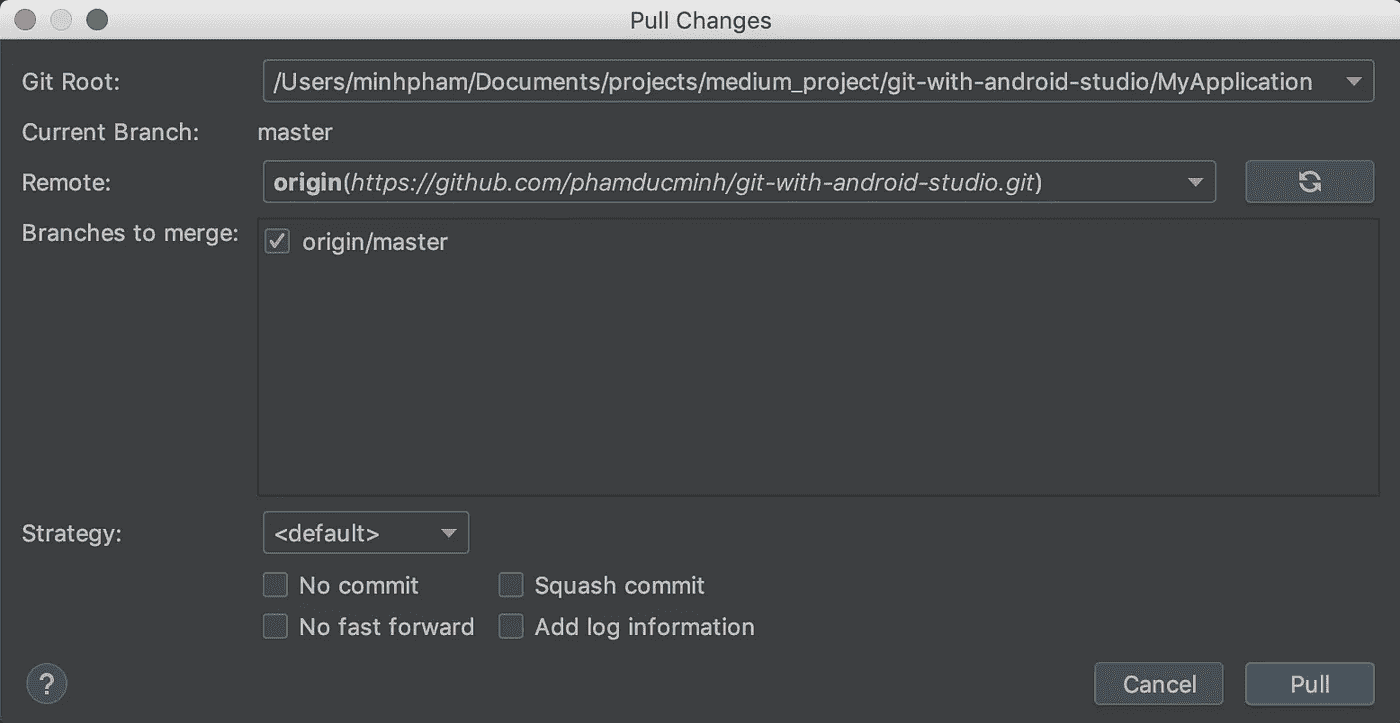 Pull Changes
Git Root: /Users/minhpham/Documents/projects/medium_project/git-with-android-studio/MyApplication
Current Branch: master
Remote: origin(https://github.com/phamducminh/git-with-android-studio.git)
Branches to merge: origin/master
Strategy: <default>
No commit Squash commit
No fast forward Add log information
? Cancel Pull